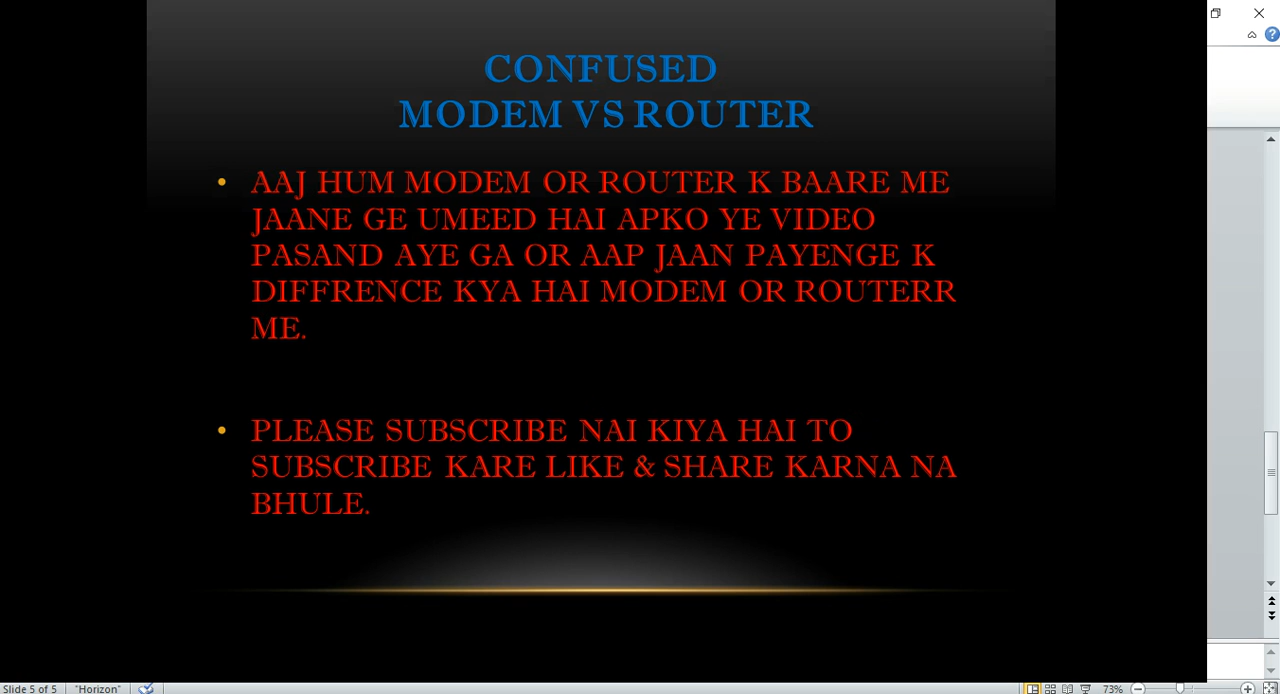 CONFUSED
MODEM VS ROUTER
• AAJ HUM MODEM OR ROUTER K BAARE ME
JAANE GE UMEED HAI APKO YE VIDEO
PASAND AYE GA OR AAP JAAN PAYENGE K
DIFFRENCE KYA HAI MODEM OR ROUTERR
ME.
• PLEASE SUBSCRIBE NAI KIYA HAI TO
SUBSCRIBE KARE LIKE & SHARE KARNA NA
BHULE.
Slide 5 of 5 "Horizon" 73%